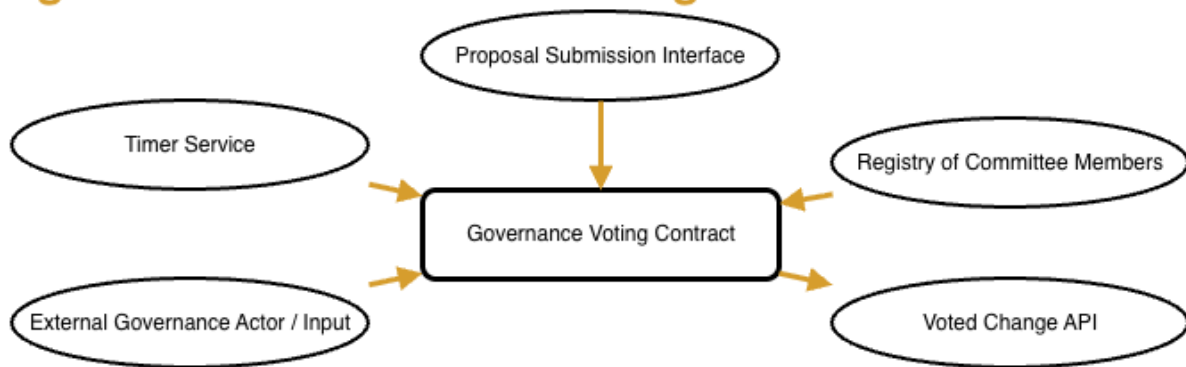 Proposal Submission Interface
Timer Service
Registry of Committee Members
Governance Voting Contract
External Governance Actor / Input
Voted Change API